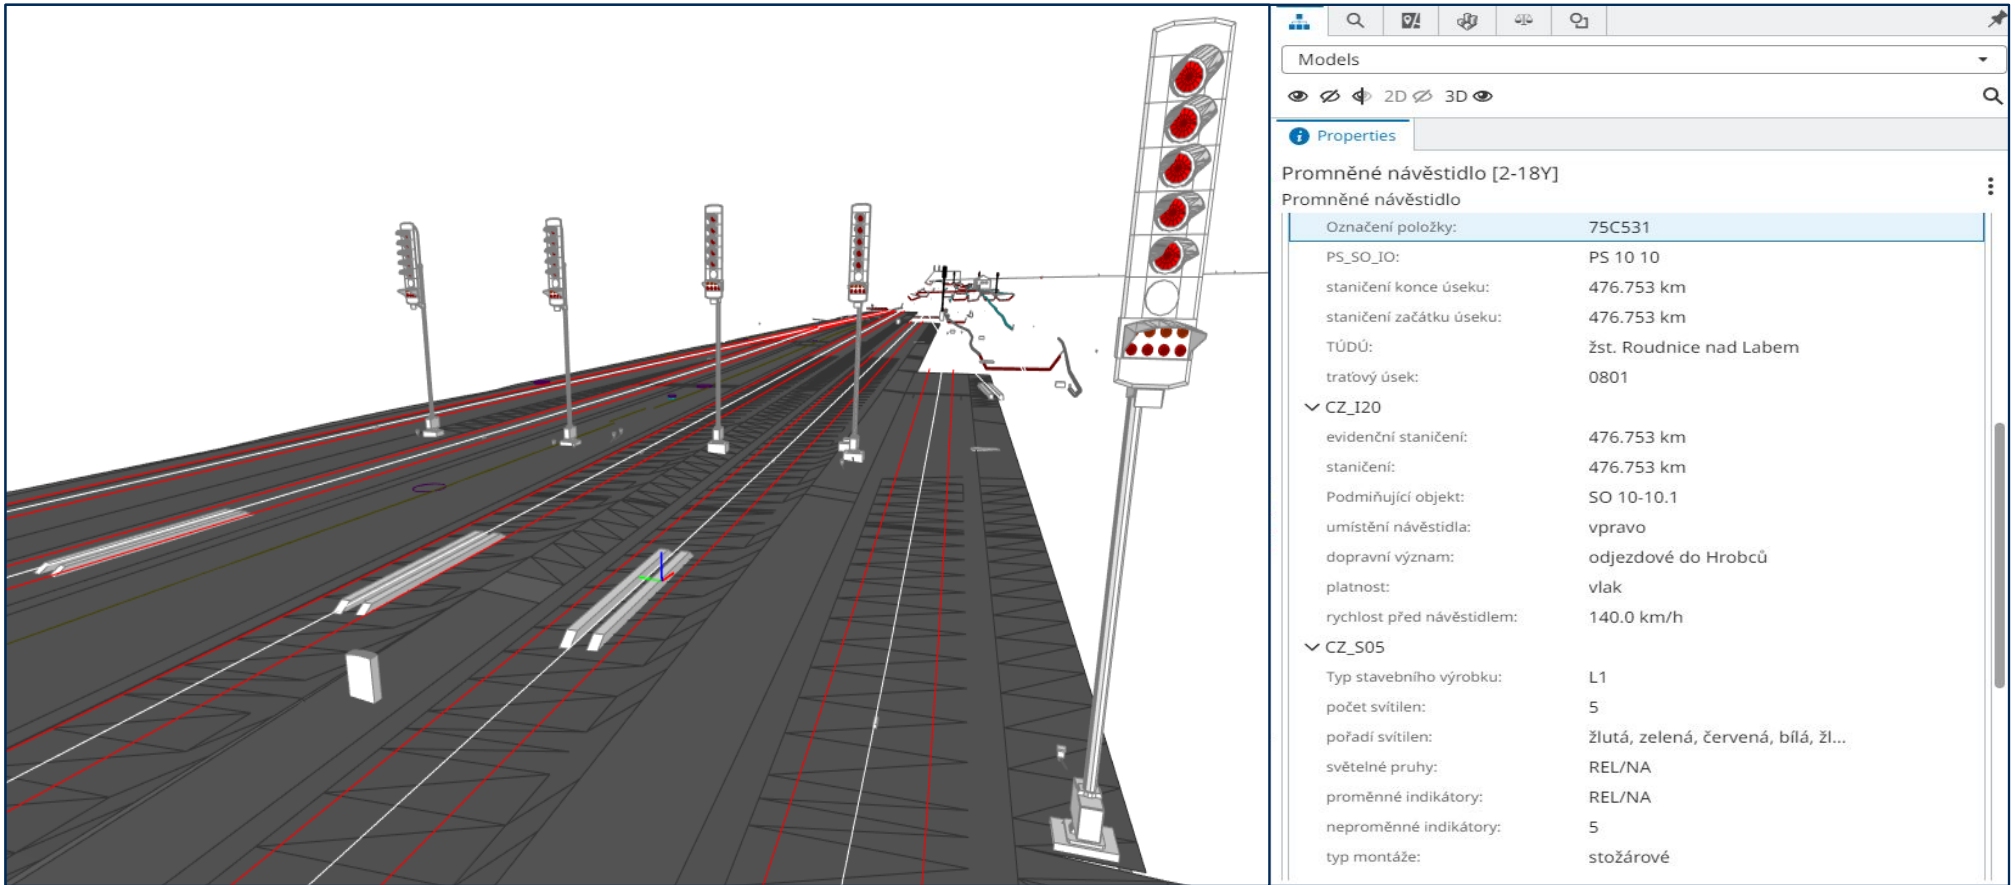 Models
2D 3D
Properties
Promněné návěstidlo [2-18Y]
Promněné návěstidlo
Označení položky: 75C531
PS_SO_IO: PS 10 10
staničení konce úseku: 476.753 km
staničení začátku úseku: 476.753 km
TÚDÚ: žst. Roudnice nad Labem
traťový úsek: 0801
CZ_I20
evidenční staničení: 476.753 km
staničení: 476.753 km
Podmiňující objekt: SO 10-10.1
umístění návěstidla: vpravo
dopravní význam: odjezdové do Hrobců
platnost: vlak
rychlost před návěstidlem: 140.0 km/h
CZ_S05
Typ stavebního výrobku: L1
počet svítilen: 5
pořadí svítilen: žlutá, zelená, červená, bílá, žl...
světelné pruhy: REL/NA
proměnné indikátory: REL/NA
neproměnné indikátory: 5
typ montáže: stožárové